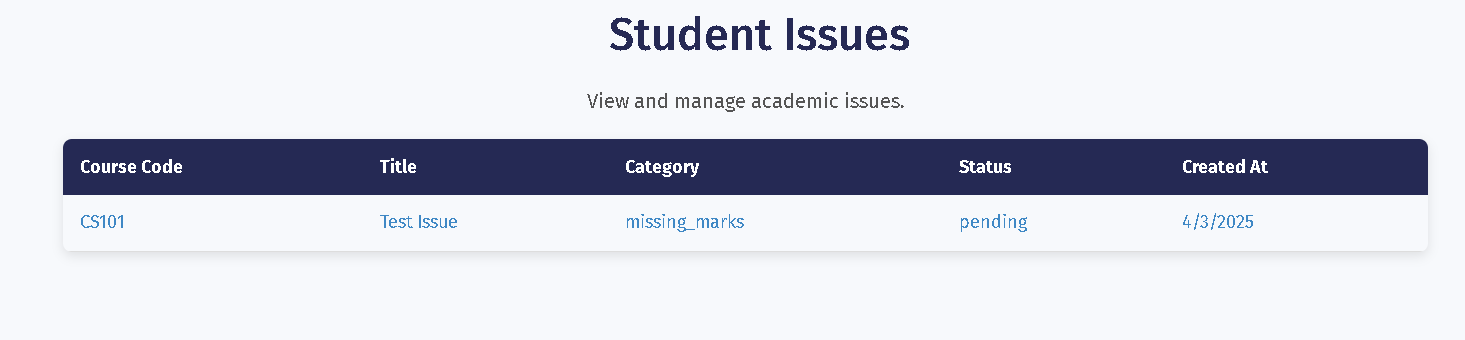 Student Issues
View and manage academic issues.
Course Code Title Category Status Created At
CS101 Test Issue missing_marks pending 4/3/2025